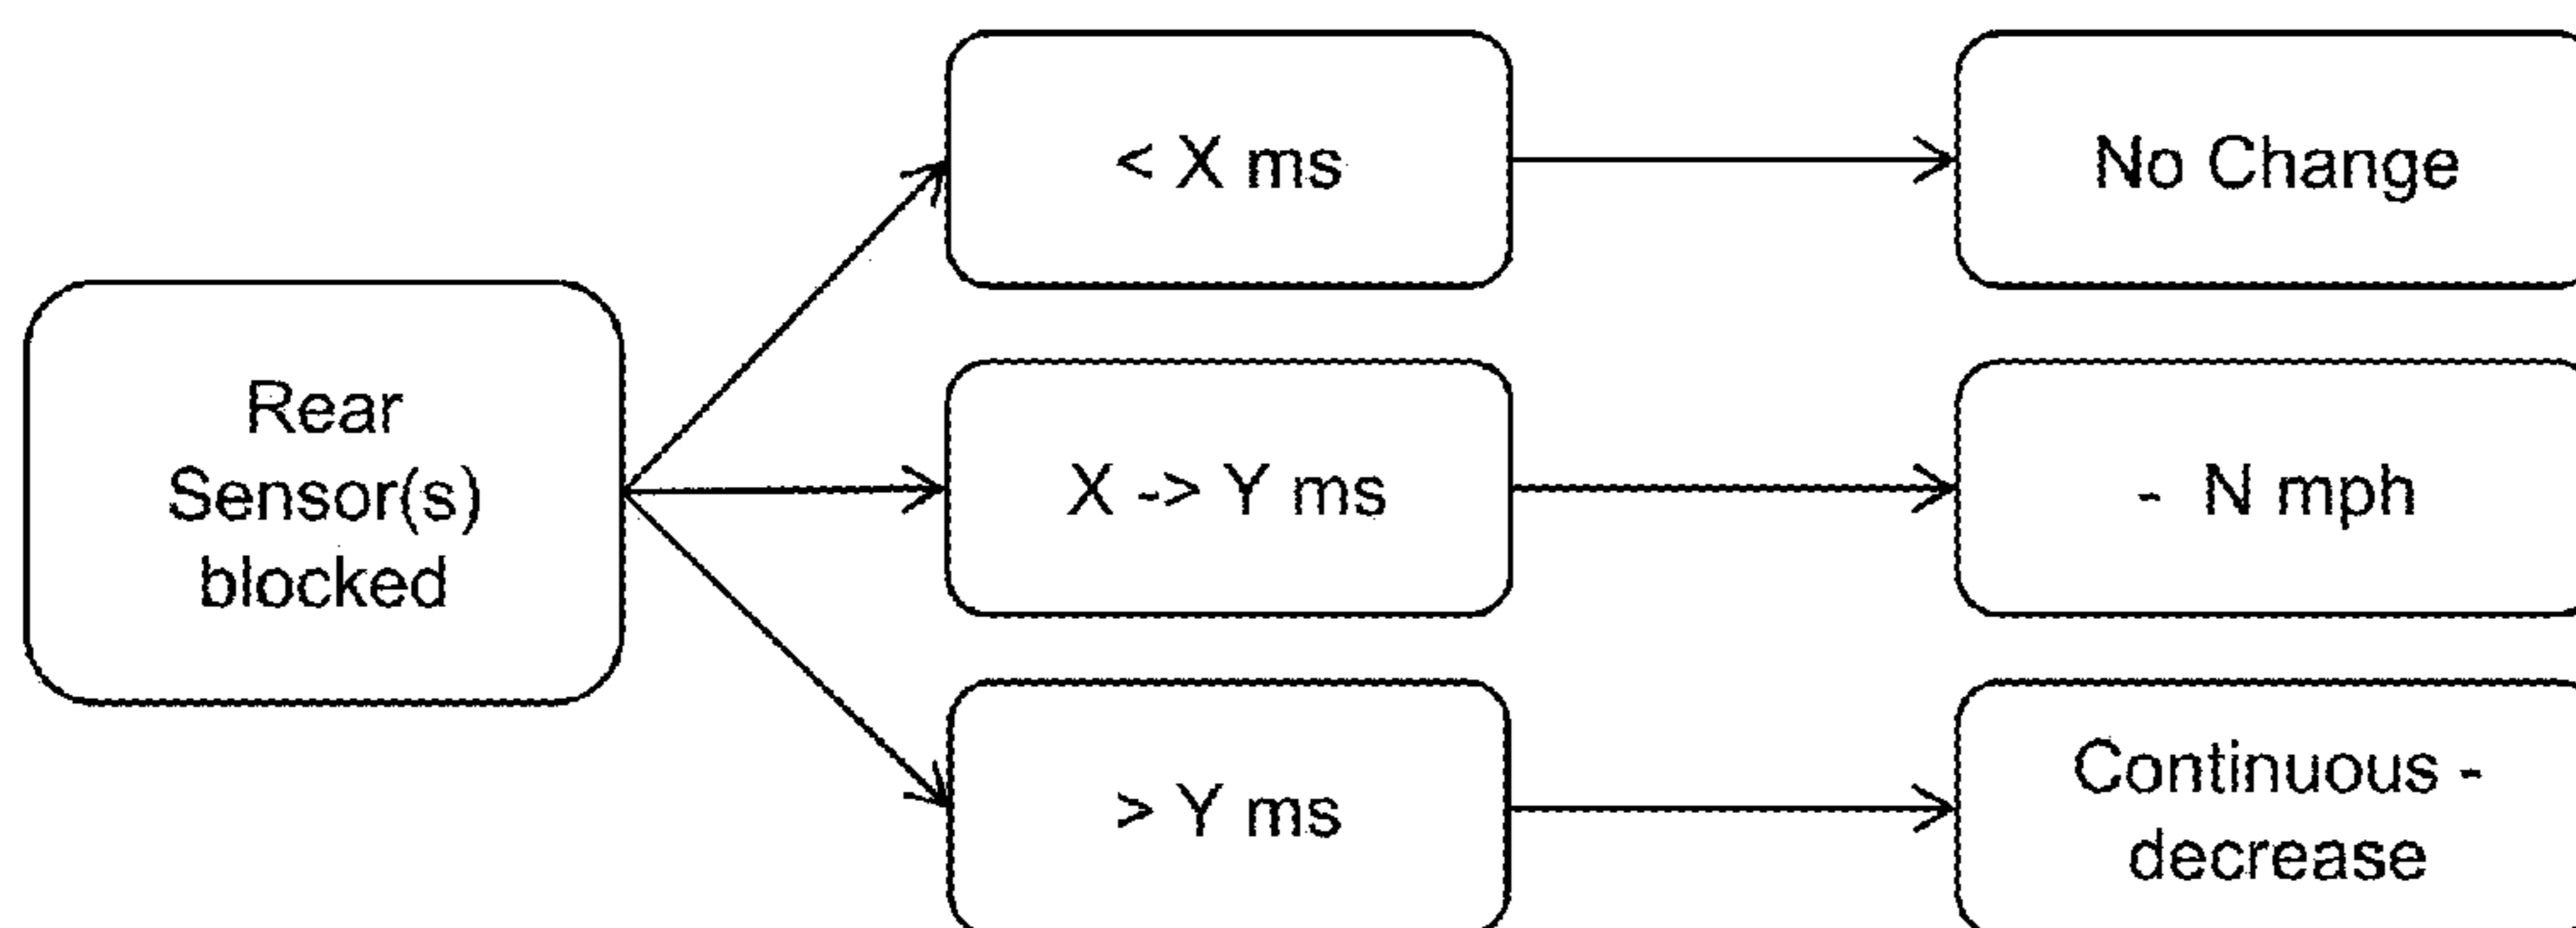 < X ms
No Change
Rear
Sensor(s)
blocked
X -> Y ms
- N mph
> Y ms
Continuous -
decrease